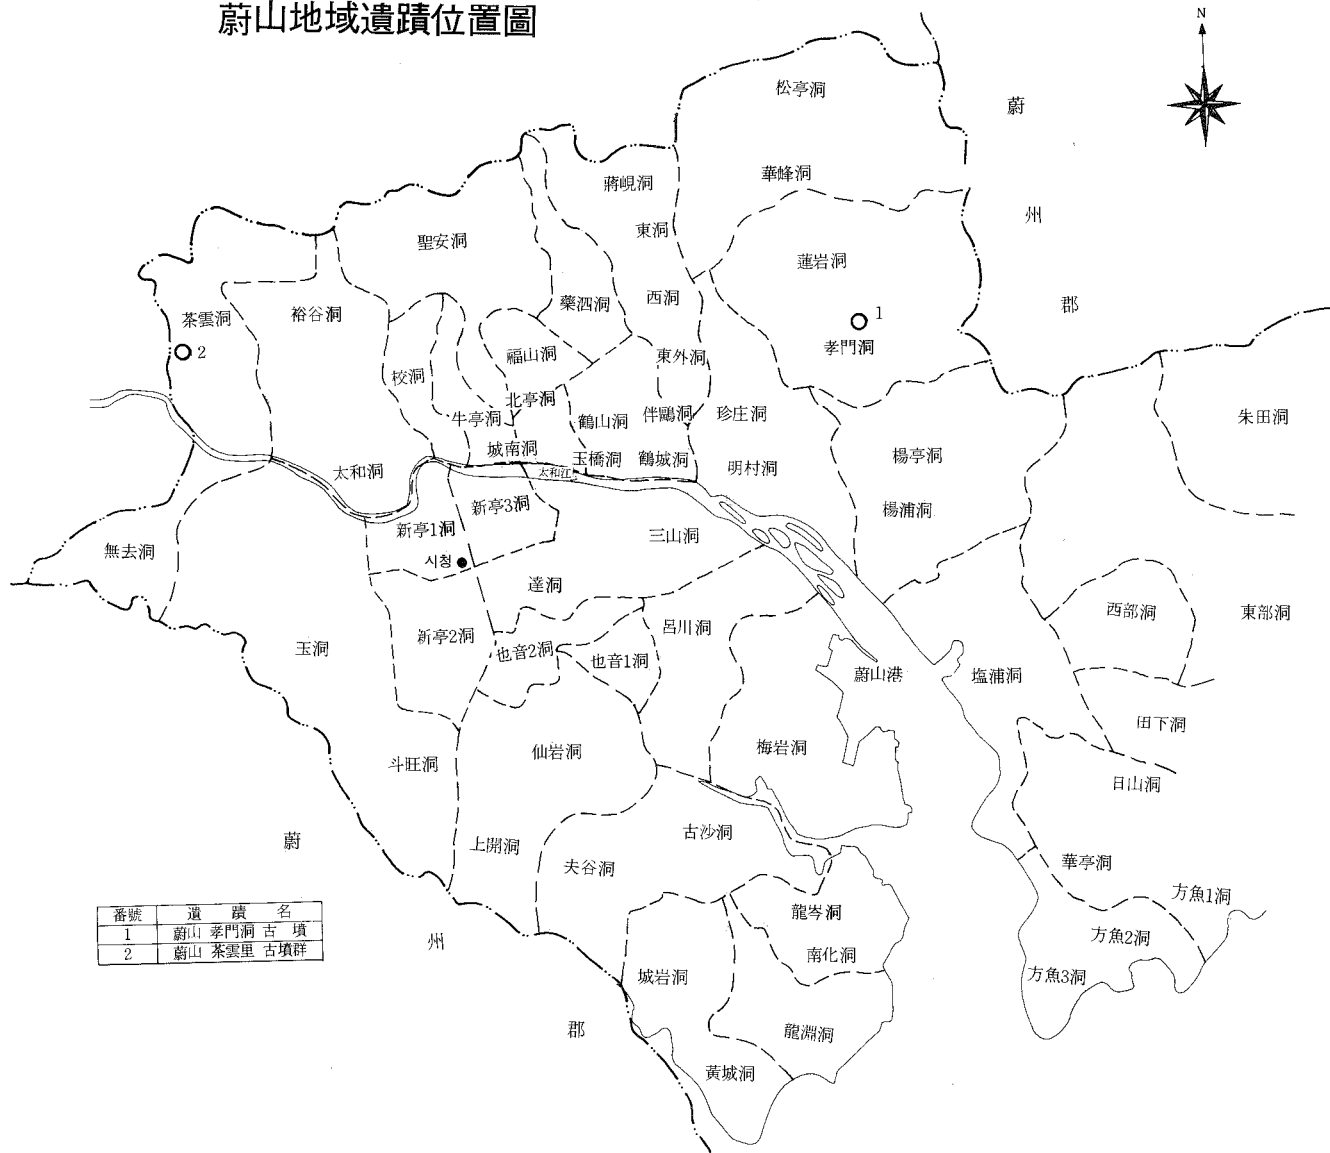 蔚山地域遺蹟位置圖
N
松亭洞
蔚
華峰洞
蔣峴洞
州
東洞
聖安洞
蓮岩洞
西洞
藥泗洞
郡
裕谷洞
茶雲洞
1
孝門洞
2
福山洞
東外洞
校洞
北亭洞
牛亭洞
鶴山洞
伴鷗洞
珍庄洞
朱田洞
城南洞
玉橋洞
鶴城洞
明村洞
楊亭洞
太和洞
太和江
新亭3洞
楊浦洞
新亭1洞
三山洞
無去洞
시청
達洞
西部洞
東部洞
新亭2洞
呂川洞
玉洞
也音2洞
也音1洞
蔚山港
塩浦洞
田下洞
梅岩洞
仙岩洞
斗旺洞
日山洞
古沙洞
蔚
上開洞
夫谷洞
華亭洞
方魚1洞
龍岑洞
方魚2洞
南化洞
方魚3洞
城岩洞
州
郡
龍淵洞
黃城洞
番號 遺蹟名
1 蔚山 孝門洞 古墳
2 蔚山 茶雲里 古墳群